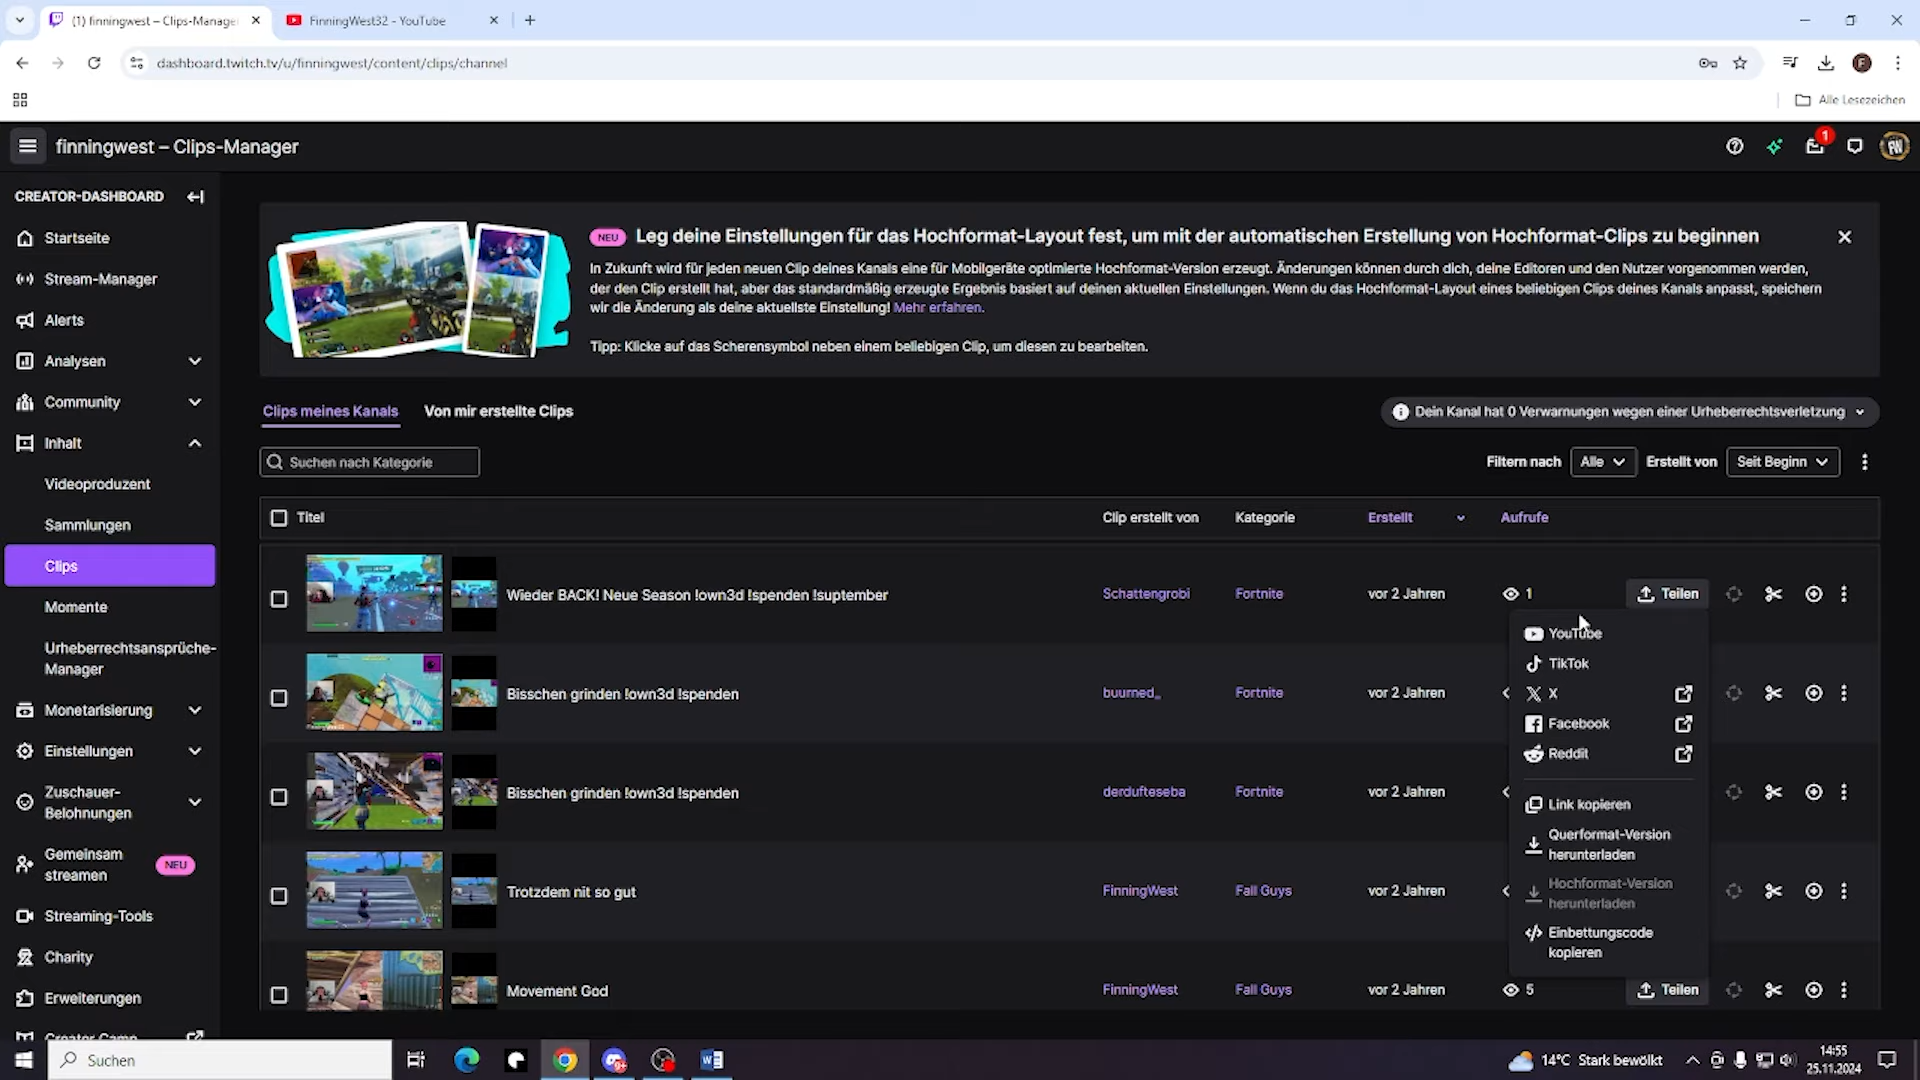 (1) finningwest – Clips-Manage
FinningWest32 - YouTube
dashboard.twitch.tv/u/finningwest/content/clips/channel
Alle Lesezeichen
finningwest – Clips-Manager
1
CREATOR-DASHBOARD
Startseite
Stream-Manager
Alerts
Analysen
Community
Inhalt
Videoproduzent
Sammlungen
Clips
Momente
Urheberrechtsansprüche-
Manager
Monetarisierung
Einstellungen
Zuschauer-
Belohnungen
Gemeinsam
streamen
NEU
Streaming-Tools
Charity
Erweiterungen
Creator Camp
NEU Leg deine Einstellungen für das Hochformat-Layout fest, um mit der automatischen Erstellung von Hochformat-Clips zu beginnen
In Zukunft wird für jeden neuen Clip deines Kanals eine für Mobilgeräte optimierte Hochformat-Version erzeugt. Änderungen können durch dich, deine Editoren und den Nutzer vorgenommen werden,
der den Clip erstellt hat, aber das standardmäßig erzeugte Ergebnis basiert auf deinen aktuellen Einstellungen. Wenn du das Hochformat-Layout eines beliebigen Clips deines Kanals anpasst, speichern
wir die Änderung als deine aktuellste Einstellung! Mehr erfahren.
Tipp: Klicke auf das Scherensymbol neben einem beliebigen Clip, um diesen zu bearbeiten.
Clips meines Kanals
Von mir erstellte Clips
Dein Kanal hat 0 Verwarnungen wegen einer Urheberrechtsverletzung
Suchen nach Kategorie
Filtern nach Alle Erstellt von Seit Beginn
Titel Clip erstellt von Kategorie Erstellt Aufrufe
Wieder BACK! Neue Season !own3d !spenden !suptember Schattengrobi Fortnite vor 2 Jahren 1 Teilen
Bisschen grinden !own3d !spenden buurned_ Fortnite vor 2 Jahren
Bisschen grinden !own3d !spenden derdufteseba Fortnite vor 2 Jahren
Trotzdem nit so gut FinningWest Fall Guys vor 2 Jahren
Movement God FinningWest Fall Guys vor 2 Jahren 5 Teilen
YouTube
TikTok
X
Facebook
Reddit
Link kopieren
Querformat-Version
herunterladen
Hochformat-Version
herunterladen
Einbettungscode
kopieren
Suchen
14°C Stark bewölkt
14:55
25.11.2024